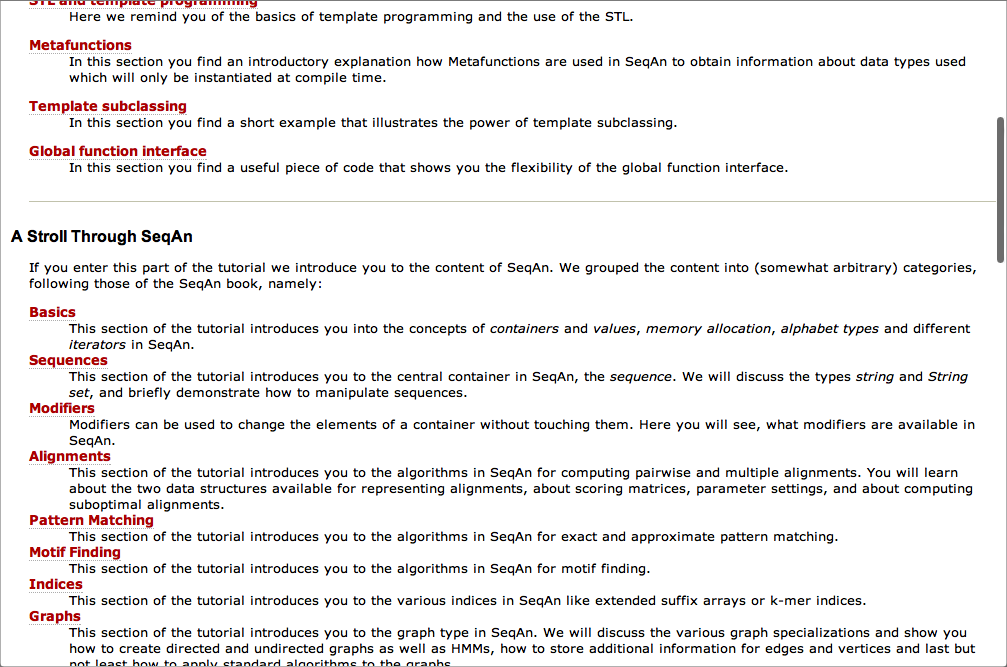 STL and template programming
Here we remind you of the basics of template programming and the use of the STL.
Metafunctions
In this section you find an introductory explanation how Metafunctions are used in SeqAn to obtain information about data types used
which will only be instantiated at compile time.
Template subclassing
In this section you find a short example that illustrates the power of template subclassing.
Global function interface
In this section you find a useful piece of code that shows you the flexibility of the global function interface.
A Stroll Through SeqAn
If you enter this part of the tutorial we introduce you to the content of SeqAn. We grouped the content into (somewhat arbitrary) categories,
following those of the SeqAn book, namely:
Basics
This section of the tutorial introduces you into the concepts of containers and values, memory allocation, alphabet types and different
iterators in SeqAn.
Sequences
This section of the tutorial introduces you to the central container in SeqAn, the sequence. We will discuss the types string and String
set, and briefly demonstrate how to manipulate sequences.
Modifiers
Modifiers can be used to change the elements of a container without touching them. Here you will see, what modifiers are available in
SeqAn.
Alignments
This section of the tutorial introduces you to the algorithms in SeqAn for computing pairwise and multiple alignments. You will learn
about the two data structures available for representing alignments, about scoring matrices, parameter settings, and about computing
suboptimal alignments.
Pattern Matching
This section of the tutorial introduces you to the algorithms in SeqAn for exact and approximate pattern matching.
Motif Finding
This section of the tutorial introduces you to the algorithms in SeqAn for motif finding.
Indices
This section of the tutorial introduces you to the various indices in SeqAn like extended suffix arrays or k-mer indices.
Graphs
This section of the tutorial introduces you to the graph type in SeqAn. We will discuss the various graph specializations and show you
how to create directed and undirected graphs as well as HMMs, how to store additional information for edges and vertices and last but
not least how to apply standard algorithms to the graphs.